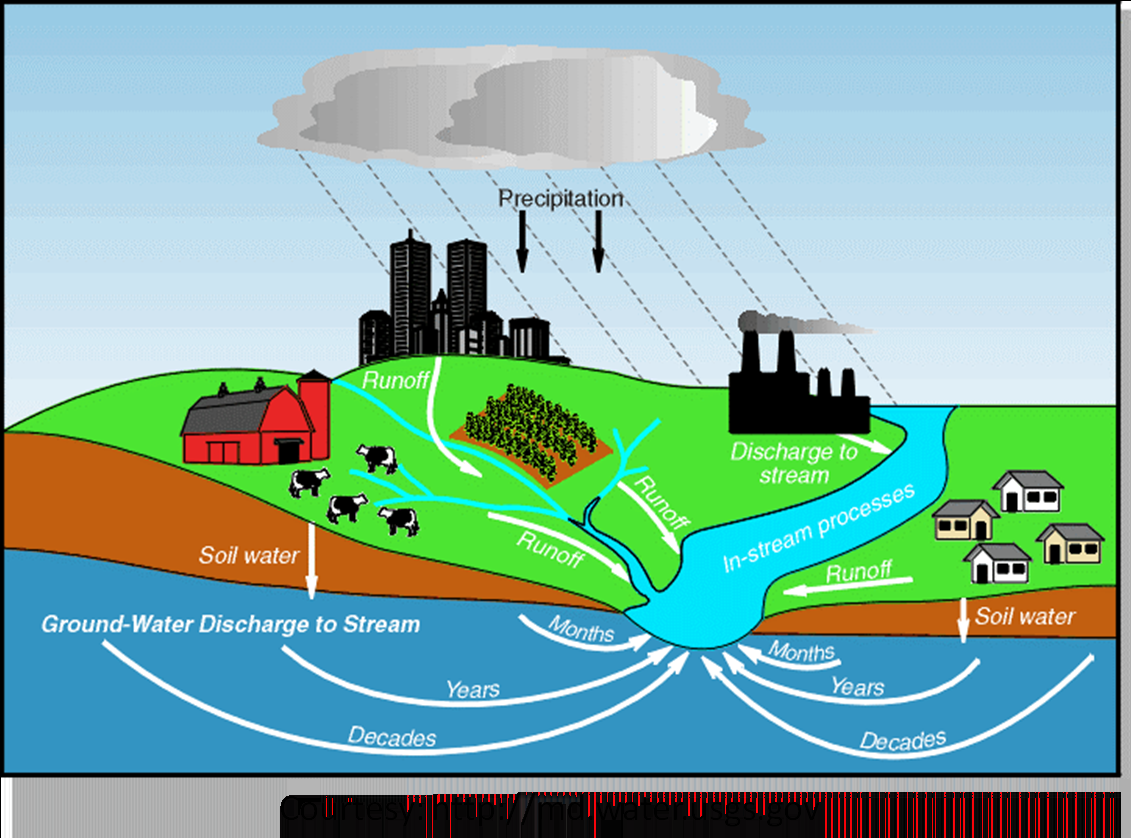 Precipitation
Runoff
Discharge to
stream
Runoff
In-stream processes
Runoff
Soil water
Runoff
Soil water
Ground-Water Discharge to Stream
Months
Months
Years
Years
Decades
Decades
Courtesy: http://md.water.usgs.gov